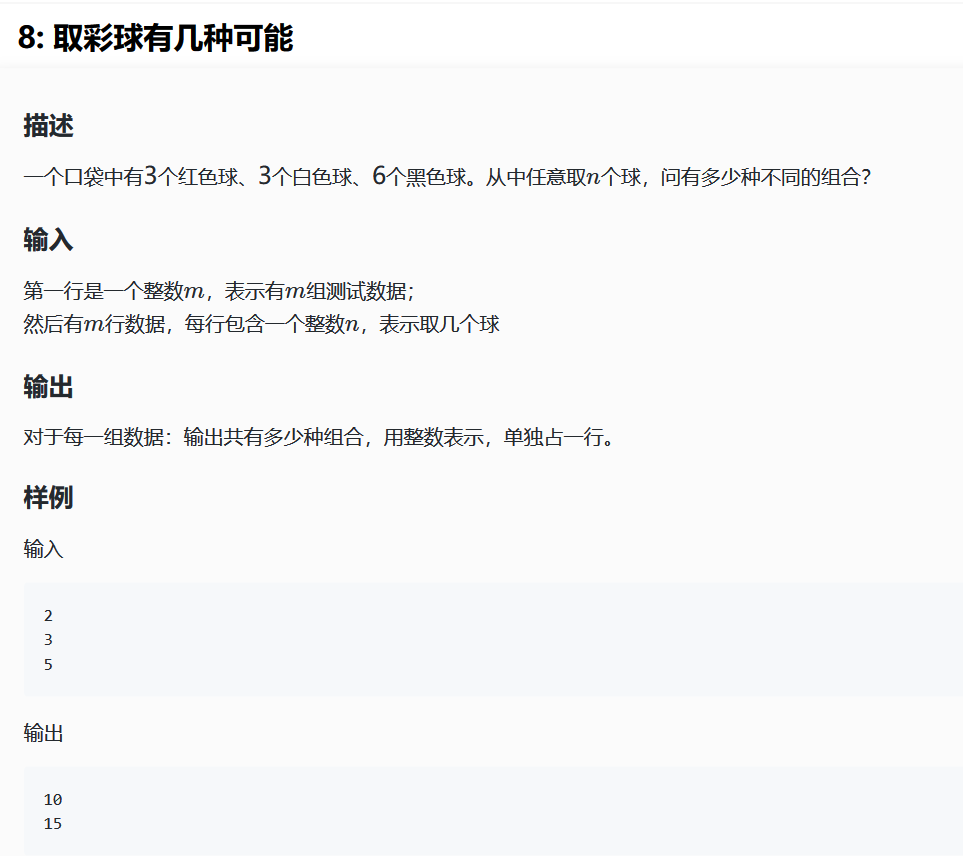 8: 取彩球有几种可能
描述
一个口袋中有3个红色球、3个白色球、6个黑色球。从中任意取n个球，问有多少种不同的组合？
输入
第一行是一个整数m，表示有m组测试数据；
然后有m行数据，每行包含一个整数n，表示取几个球
输出
对于每一组数据：输出共有多少种组合，用整数表示，单独占一行。
样例
输入
2
3
5
输出
10
15